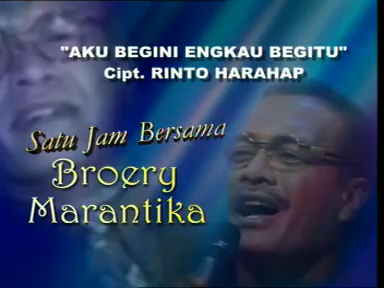 "AKU BEGINI ENGKAU BEGITU"
Cipt. RINTO HARAHAP
Satu Jam Bersama
Broery
Marantika